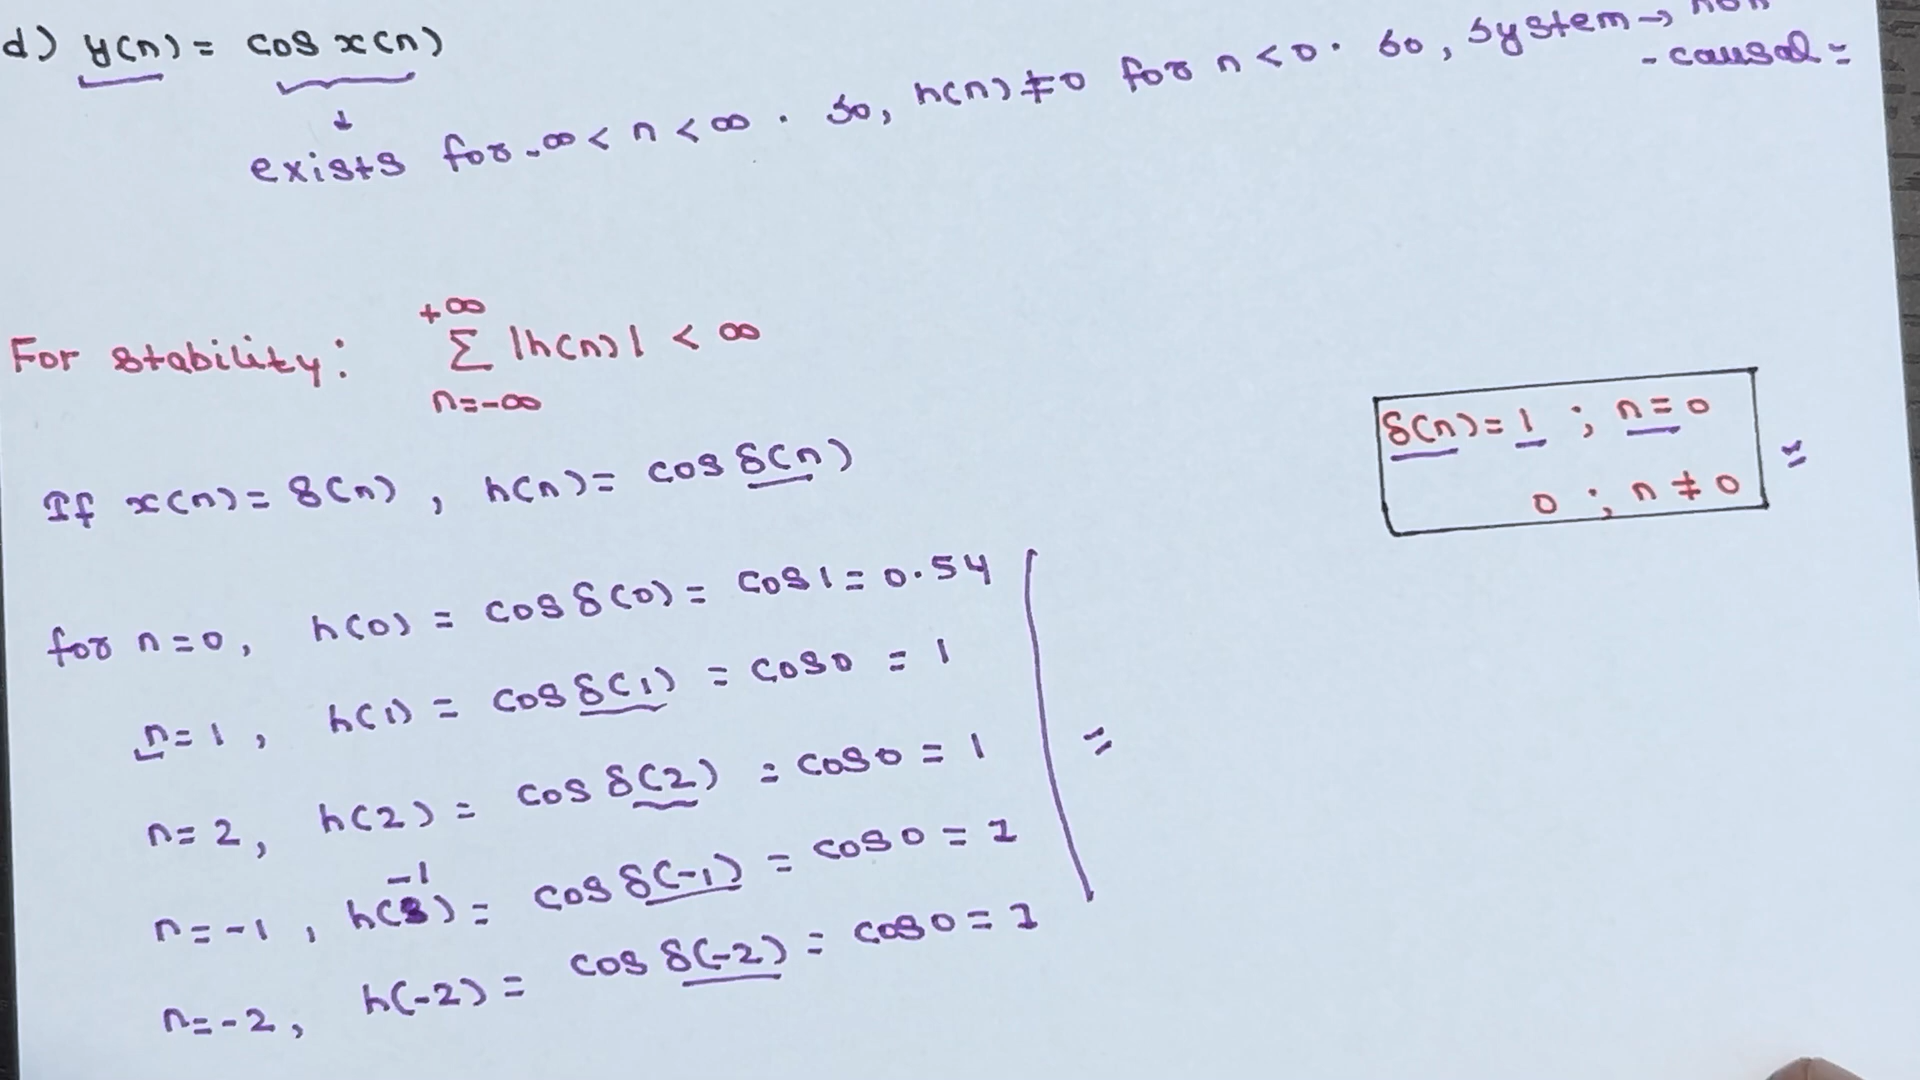 d) y(n) = cos x(n)
↓
exists for -∞ < n < ∞ . so, h(n) ≠ 0 for n < 0 . so, system → non
- causal =
For stability: +∞ Σ n=-∞ |h(n)| < ∞
If x(n) = δ(n) , h(n) = cos δ(n)
δ(n) = 1 ; n = 0
0 ; n ≠ 0
for n = 0, h(0) = cos δ(0) = cos 1 = 0.54
n = 1 , h(1) = cos δ(1) = cos 0 = 1
n = 2, h(2) = cos δ(2) = cos 0 = 1
n = -1 , h(-1) = cos δ(-1) = cos 0 = 1
n = -2, h(-2) = cos δ(-2) = cos 0 = 1